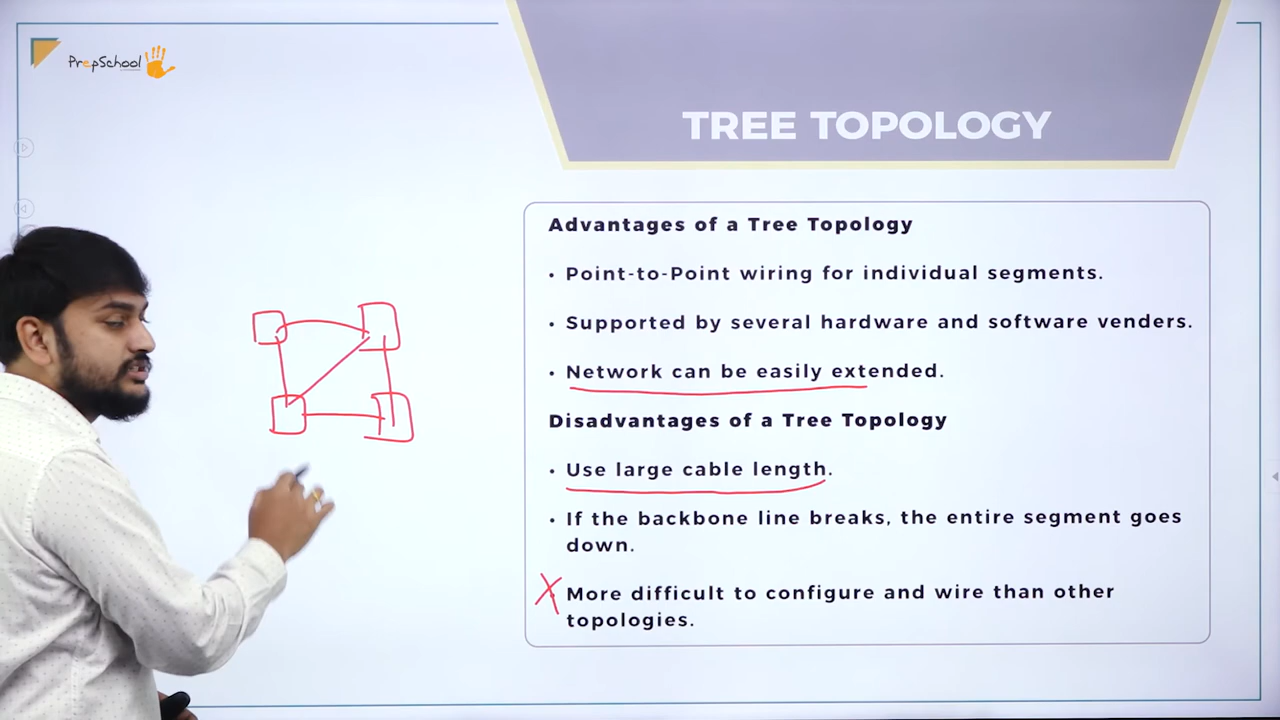 PrepSchool
TREE TOPOLOGY
Advantages of a Tree Topology
• Point-to-Point wiring for individual segments.
• Supported by several hardware and software venders.
• Network can be easily extended.
Disadvantages of a Tree Topology
• Use large cable length.
• If the backbone line breaks, the entire segment goes
down.
• More difficult to configure and wire than other
topologies.